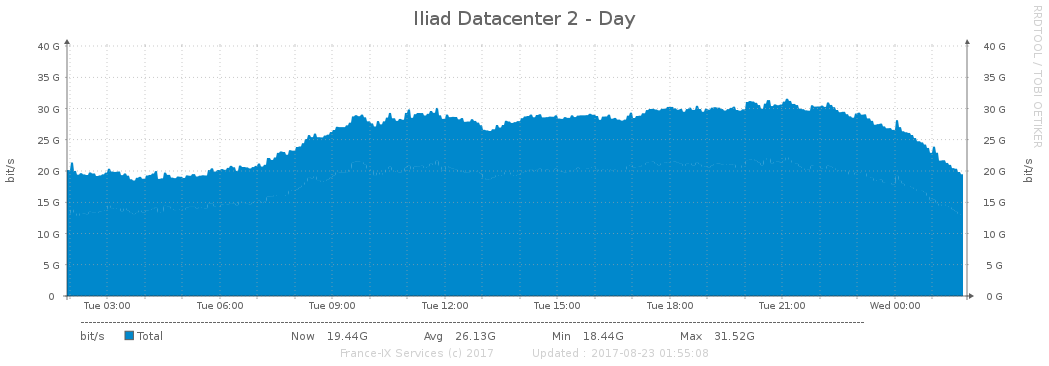 Iliad Datacenter 2 - Day
RRDTOOL / TOBI OETIKER
bit/s
40 G
35 G
30 G
25 G
20 G
15 G
10 G
5 G
0
40 G
35 G
30 G
25 G
20 G
15 G
10 G
5 G
0 G
bit/s
Tue 03:00 Tue 06:00 Tue 09:00 Tue 12:00 Tue 15:00 Tue 18:00 Tue 21:00 Wed 00:00
bit/s Total Now 19.44G Avg 26.13G Min 18.44G Max 31.52G
France-IX Services (c) 2017 Updated : 2017-08-23 01:55:08